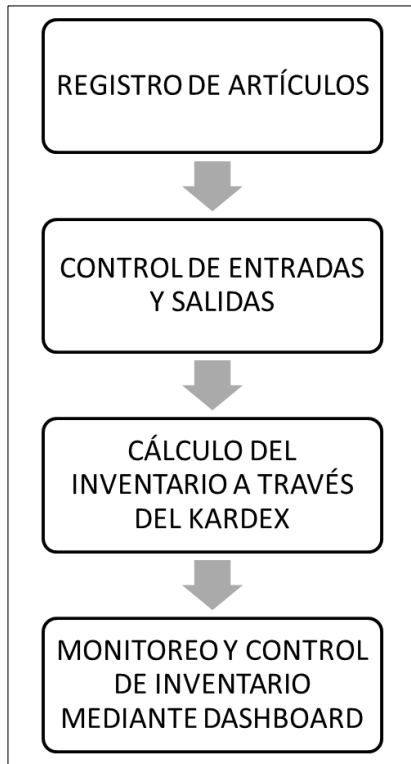 REGISTRO DE ARTÍCULOS
CONTROL DE ENTRADAS
Y SALIDAS
CÁLCULO DEL
INVENTARIO A TRAVÉS
DEL KARDEX
MONITOREO Y CONTROL
DE INVENTARIO
MEDIANTE DASHBOARD